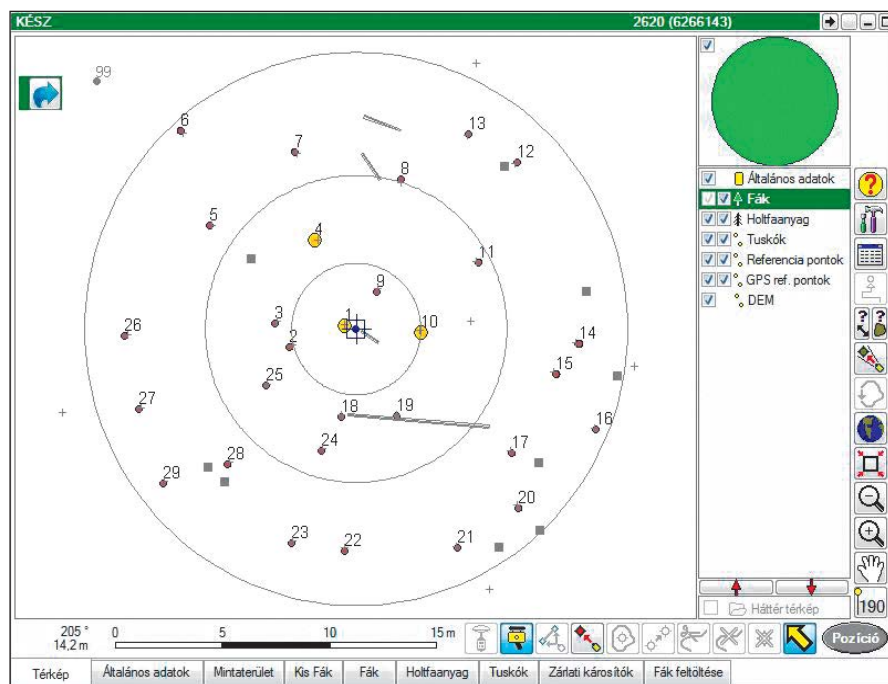 KÉSZ 2620 (6266143)
99
6
7
13
12
8
5
4
11
9
3
1
10
2
26
14
15
25
27
18
19
16
24
17
28
29
20
23
22
21
Általános adatok
Fák
Holtfaanyag
Tuskók
Referencia pontok
GPS ref. pontok
DEM
Háttér térkép
190
205 °
14,2 m
0 5 10 15 m
Pozíció
Térkép Általános adatok Mintaterület Kis Fák Fák Holtfaanyag Tuskók Zárlati károsítók Fák feltöltése